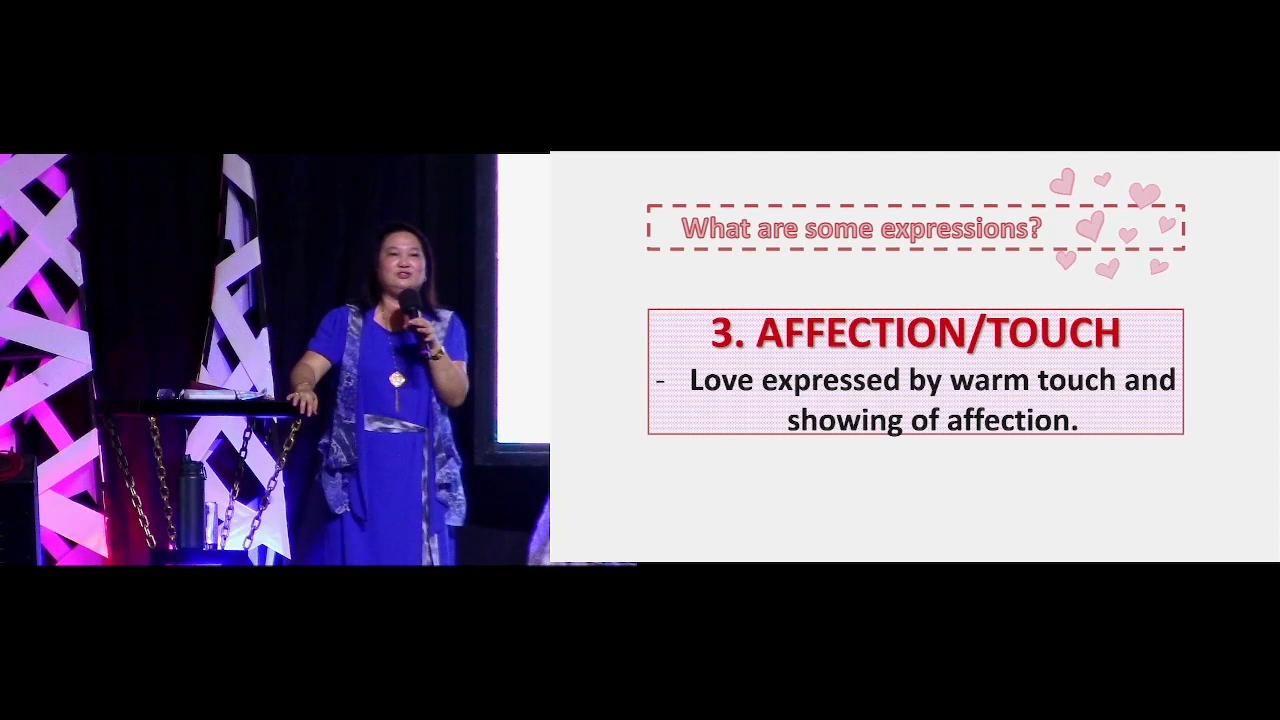 What are some expressions?
3. AFFECTION/TOUCH
- Love expressed by warm touch and
showing of affection.